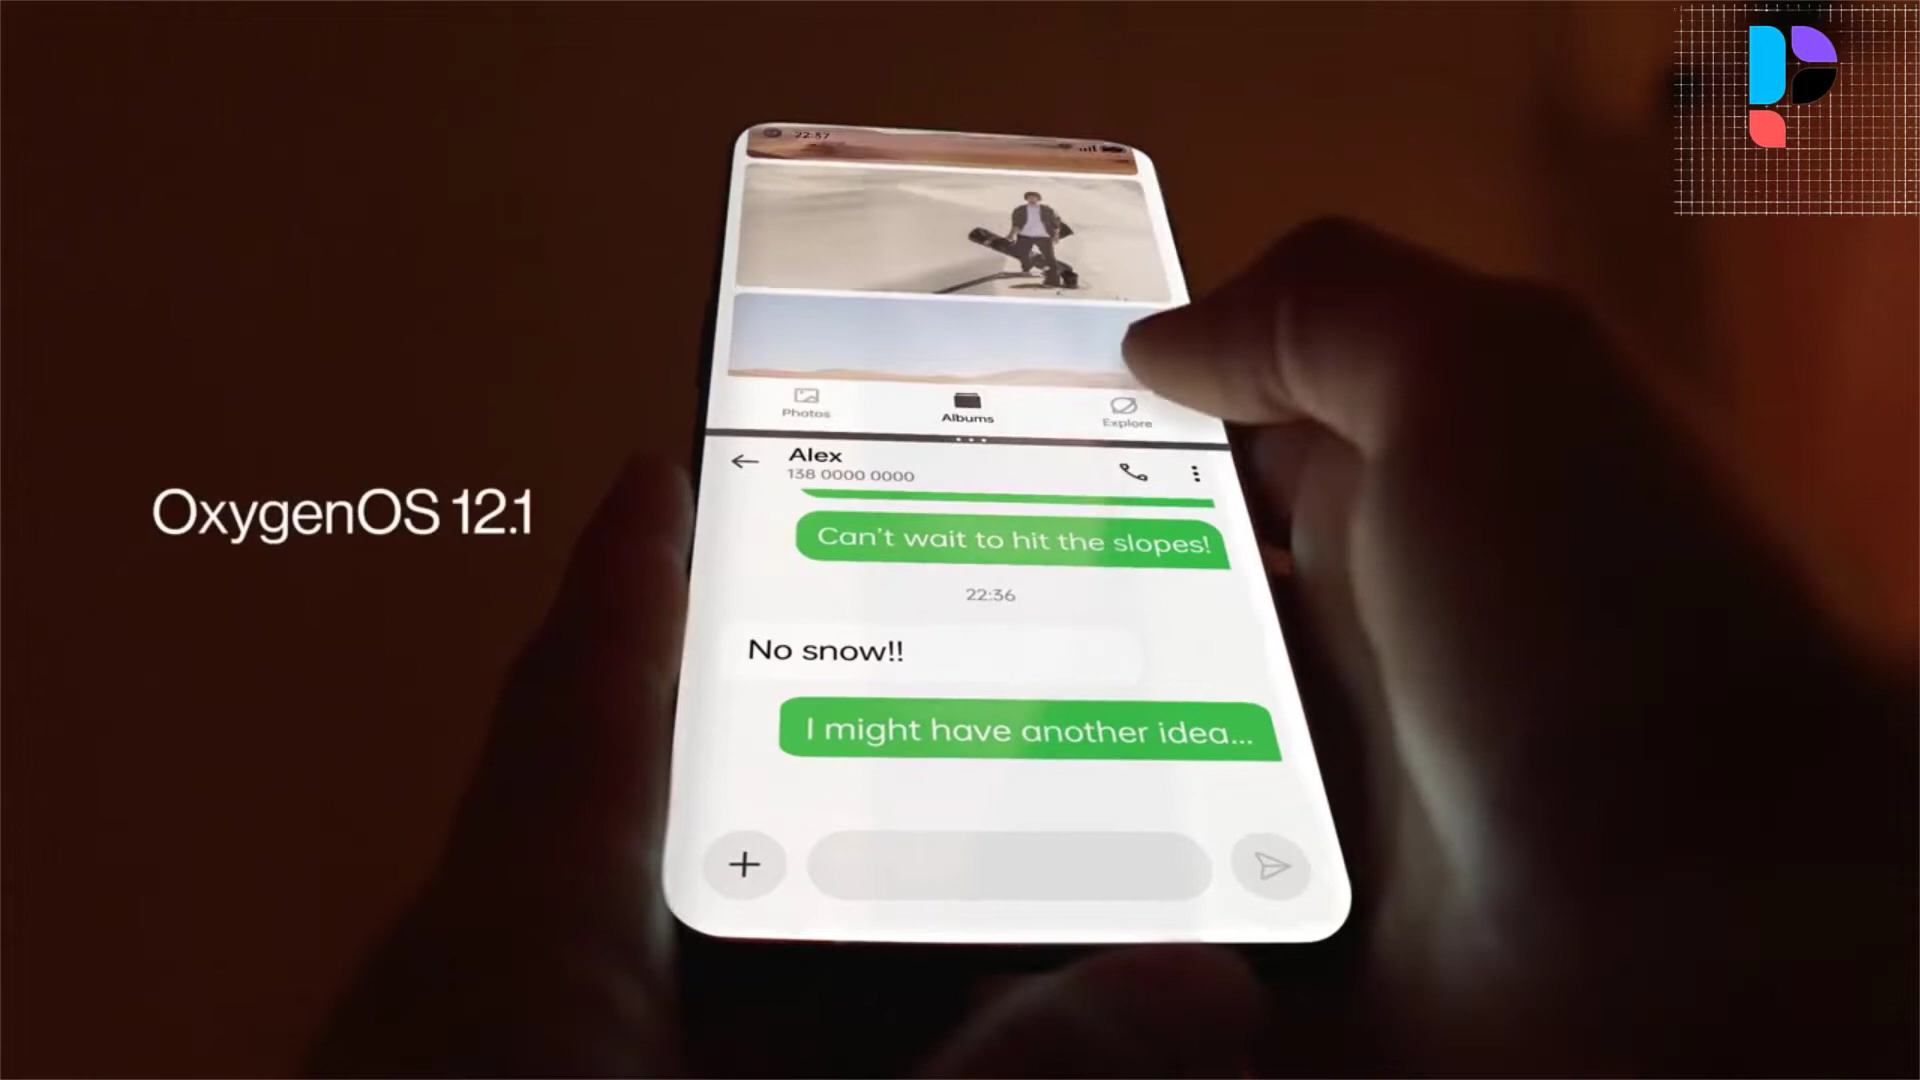 22:37
Photos
Albums
Explore
Alex
138 0000 0000
Can't wait to hit the slopes!
22:36
No snow!!
I might have another idea...
OxygenOS 12.1